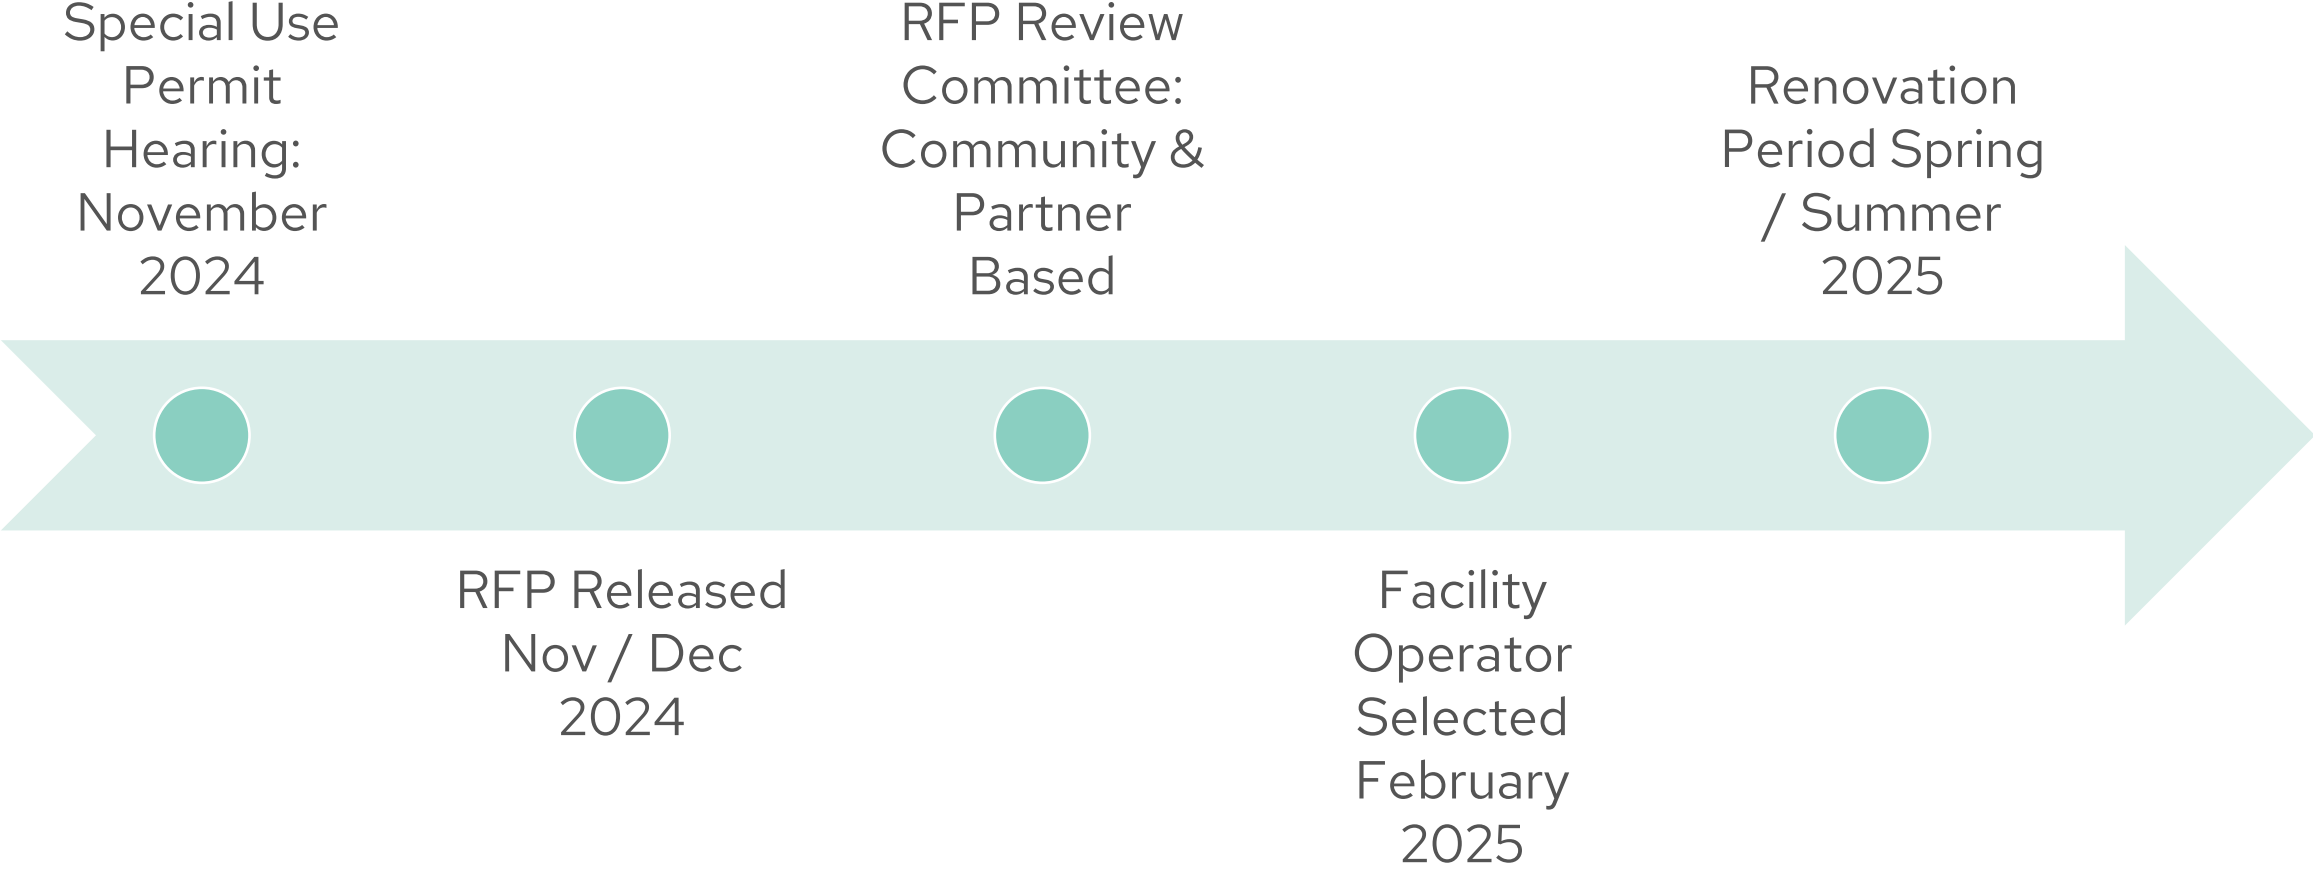 Special Use
Permit
Hearing:
November
2024
RFP Released
Nov / Dec
2024
RFP Review
Committee:
Community &
Partner
Based
Facility
Operator
Selected
February
2025
Renovation
Period Spring
/ Summer
2025